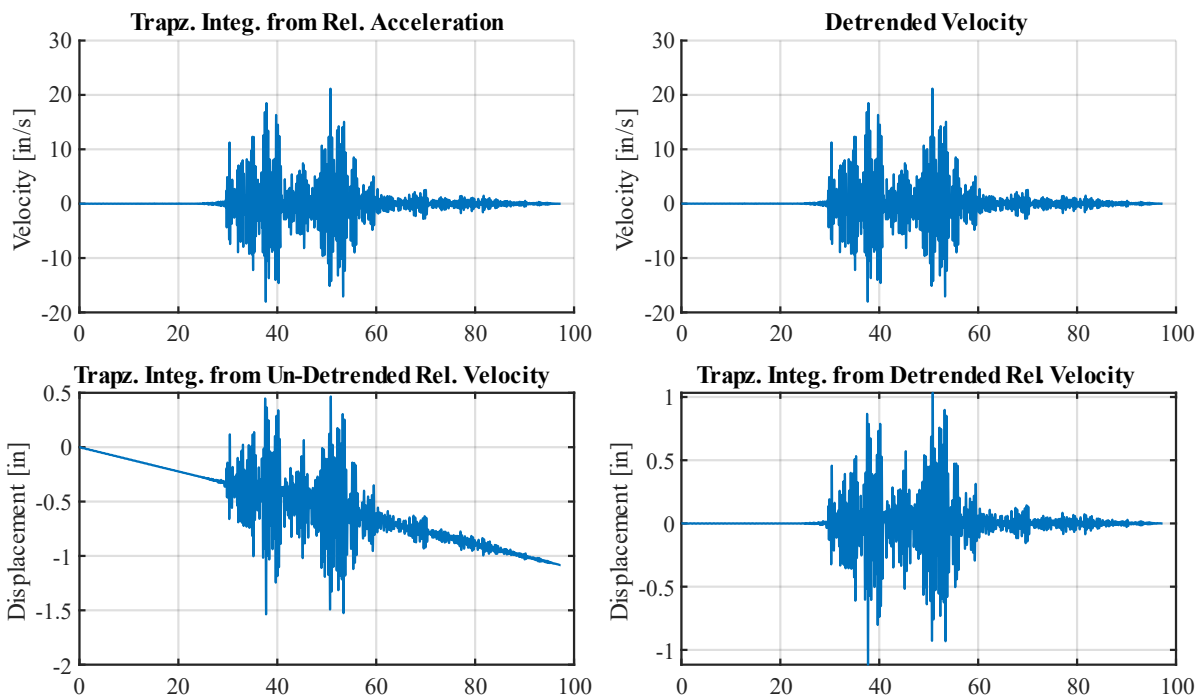 Trapz. Integ. from Rel. Acceleration
30
20
10
0
-10
-20
Velocity [in/s]
0 20 40 60 80 100
Detrended Velocity
30
20
10
0
-10
-20
Velocity [in/s]
0 20 40 60 80 100
Trapz. Integ. from Un-Detrended Rel. Velocity
0.5
0
-0.5
-1
-1.5
-2
Displacement [in]
0 20 40 60 80 100
Trapz. Integ. from Detrended Rel. Velocity
1
0.5
0
-0.5
-1
Displacement [in]
0 20 40 60 80 100